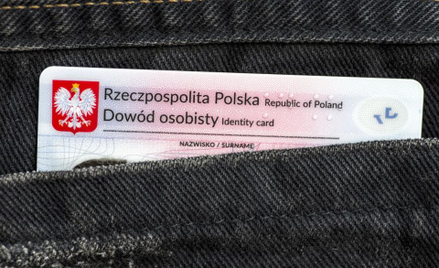 Rzeczpospolita Polska Republic of Poland
Dowód osobisty Identity card
NAZWISKO / SURNAME